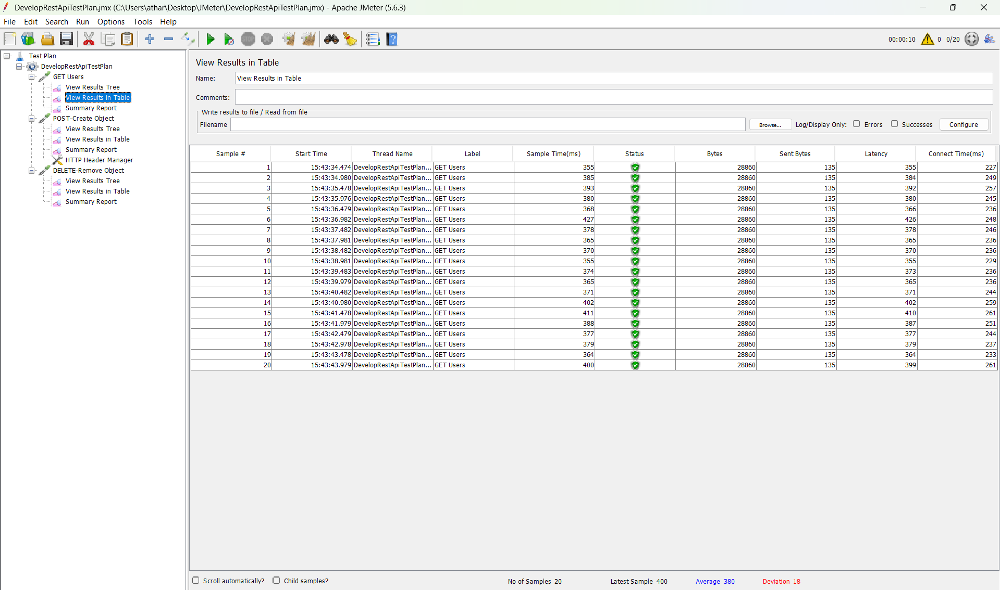 DevelopRestApiTestPlan.jmx (C:\Users\athar\Desktop\JMeter\DevelopRestApiTestPlan.jmx) - Apache JMeter (5.6.3)
File Edit Search Run Options Tools Help
STOP
00:00:10 0 0/20
Test Plan
DevelopRestApiTestPlan
GET Users
View Results Tree
View Results in Table
Summary Report
POST-Create Object
View Results Tree
View Results in Table
Summary Report
HTTP Header Manager
DELETE-Remove Object
View Results Tree
View Results in Table
Summary Report
View Results in Table
Name: View Results in Table
Comments:
Write results to file / Read from file
Filename Browse... Log/Display Only: Errors Successes Configure
Sample # Start Time Thread Name Label Sample Time(ms) Status Bytes Sent Bytes Latency Connect Time(ms)
1 15:43:34.474 DevelopRestApiTestPlan... GET Users 355 28860 135 355 227
2 15:43:34.980 DevelopRestApiTestPlan... GET Users 385 28860 135 384 249
3 15:43:35.478 DevelopRestApiTestPlan... GET Users 393 28860 135 392 257
4 15:43:35.976 DevelopRestApiTestPlan... GET Users 380 28860 135 380 245
5 15:43:36.479 DevelopRestApiTestPlan... GET Users 368 28860 135 366 236
6 15:43:36.982 DevelopRestApiTestPlan... GET Users 427 28860 135 426 248
7 15:43:37.482 DevelopRestApiTestPlan... GET Users 378 28860 135 378 246
8 15:43:37.981 DevelopRestApiTestPlan... GET Users 365 28860 135 365 236
9 15:43:38.482 DevelopRestApiTestPlan... GET Users 370 28860 135 370 236
10 15:43:38.981 DevelopRestApiTestPlan... GET Users 355 28860 135 355 229
11 15:43:39.483 DevelopRestApiTestPlan... GET Users 374 28860 135 373 236
12 15:43:39.979 DevelopRestApiTestPlan... GET Users 365 28860 135 365 236
13 15:43:40.482 DevelopRestApiTestPlan... GET Users 371 28860 135 371 244
14 15:43:40.980 DevelopRestApiTestPlan... GET Users 402 28860 135 402 259
15 15:43:41.478 DevelopRestApiTestPlan... GET Users 411 28860 135 410 261
16 15:43:41.979 DevelopRestApiTestPlan... GET Users 388 28860 135 387 251
17 15:43:42.479 DevelopRestApiTestPlan... GET Users 377 28860 135 377 244
18 15:43:42.978 DevelopRestApiTestPlan... GET Users 379 28860 135 379 237
19 15:43:43.478 DevelopRestApiTestPlan... GET Users 364 28860 135 364 233
20 15:43:43.979 DevelopRestApiTestPlan... GET Users 400 28860 135 399 261
Scroll automatically? Child samples? No of Samples 20 Latest Sample 400 Average 380 Deviation 18